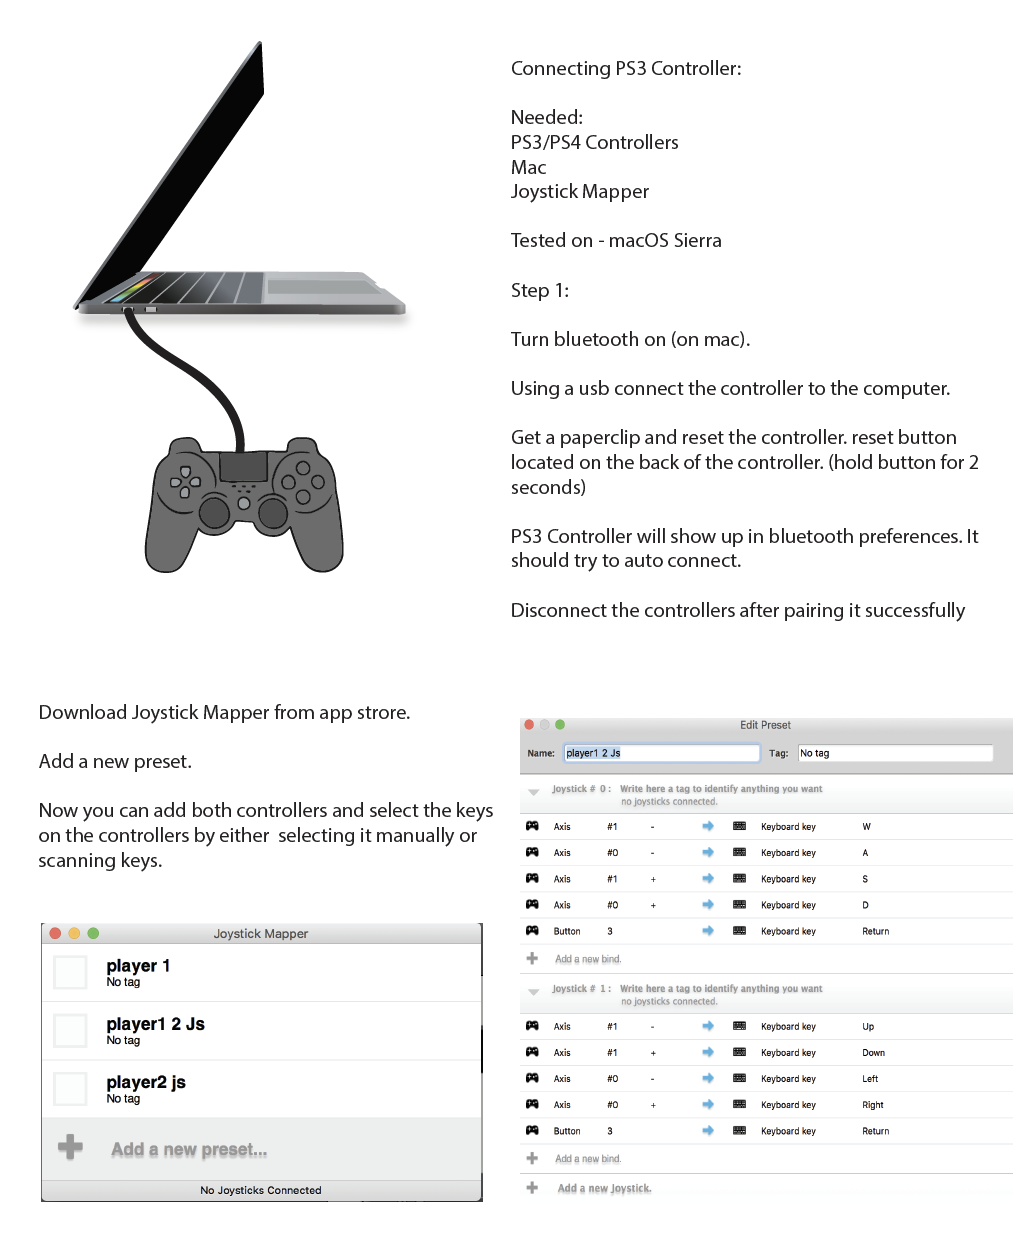 Connecting PS3 Controller:
Needed:
PS3/PS4 Controllers
Mac
Joystick Mapper
Tested on - macOS Sierra
Step 1:
Turn bluetooth on (on mac).
Using a usb connect the controller to the computer.
Get a paperclip and reset the controller. reset button
located on the back of the controller. (hold button for 2
seconds)
PS3 Controller will show up in bluetooth preferences. It
should try to auto connect.
Disconnect the controllers after pairing it successfully
Download Joystick Mapper from app strore.
Add a new preset.
Now you can add both controllers and select the keys
on the controllers by either selecting it manually or
scanning keys.
Joystick Mapper
player 1
No tag
player1 2 Js
No tag
player2 js
No tag
Add a new preset...
No Joysticks Connected
Edit Preset
Name: player1 2 Js Tag: No tag
Joystick # 0 : Write here a tag to identify anything you want
no joysticks connected.
Axis #1 - Keyboard key W
Axis #0 - Keyboard key A
Axis #1 + Keyboard key S
Axis #0 + Keyboard key D
Button 3 Keyboard key Return
Add a new bind.
Joystick # 1 : Write here a tag to identify anything you want
no joysticks connected.
Axis #1 - Keyboard key Up
Axis #1 + Keyboard key Down
Axis #0 - Keyboard key Left
Axis #0 + Keyboard key Right
Button 3 Keyboard key Return
Add a new bind.
Add a new Joystick.